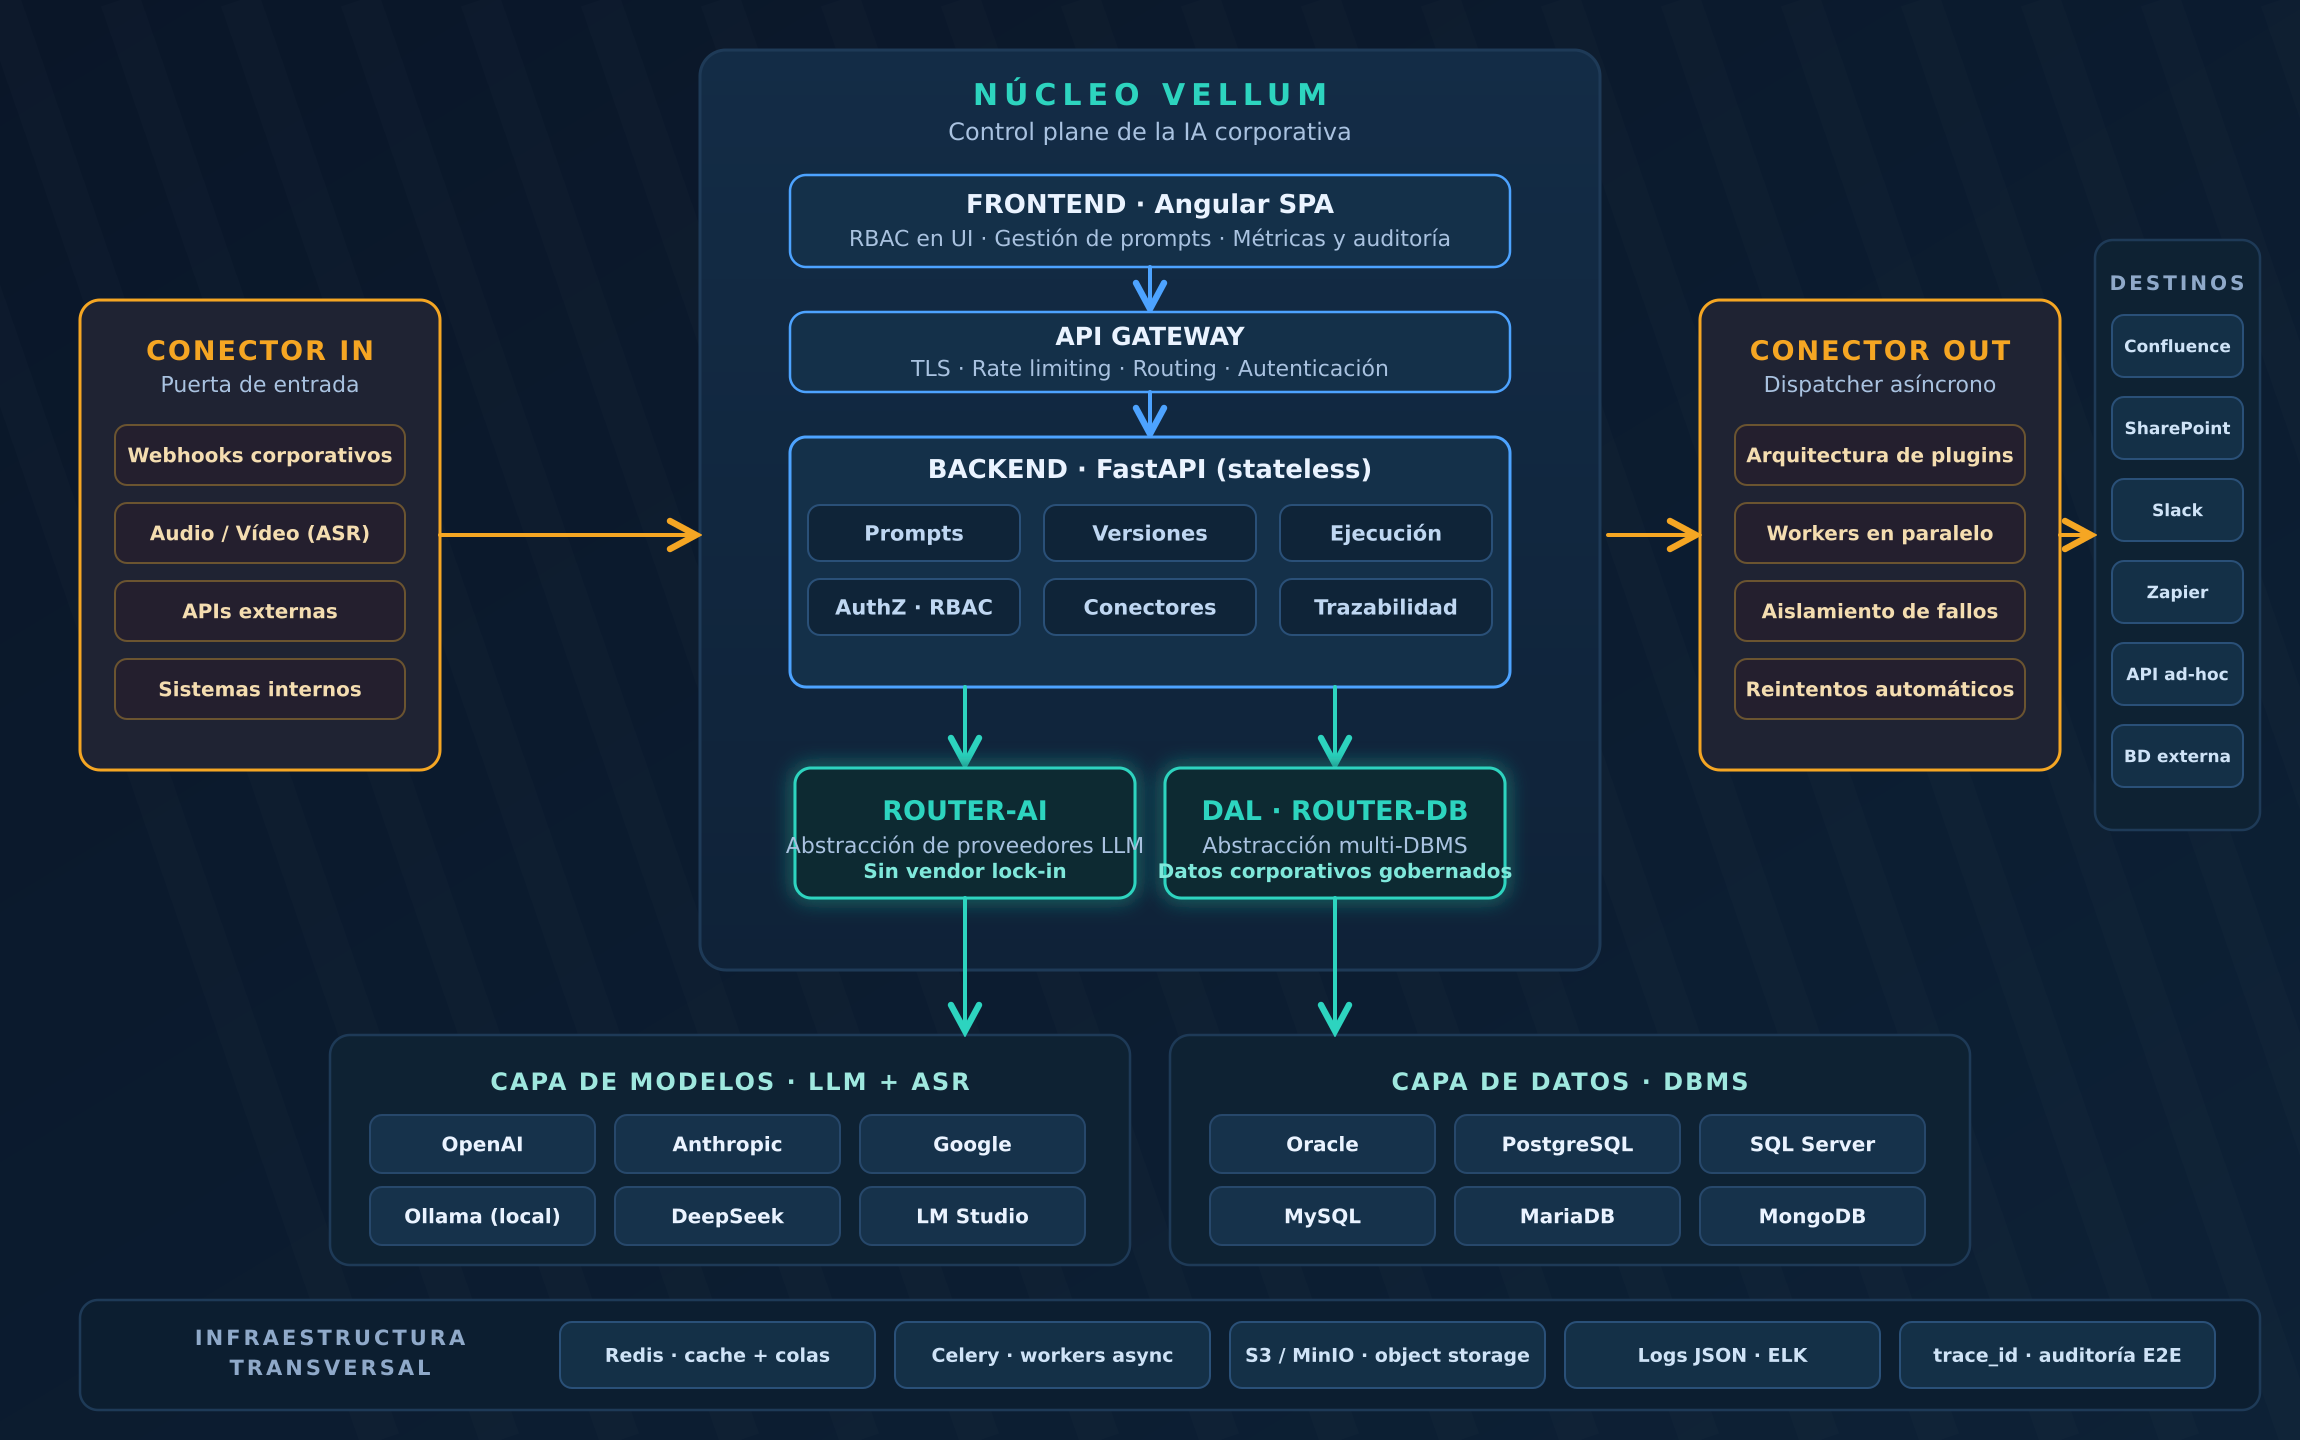 NÚCLEO VELLUM
Control plane de la IA corporativa
FRONTEND · Angular SPA
RBAC en UI · Gestión de prompts · Métricas y auditoría
API GATEWAY
TLS · Rate limiting · Routing · Autenticación
BACKEND · FastAPI (stateless)
Prompts
Versiones
Ejecución
AuthZ · RBAC
Conectores
Trazabilidad
ROUTER-AI
Abstracción de proveedores LLM
Sin vendor lock-in
DAL · ROUTER-DB
Abstracción multi-DBMS
Datos corporativos gobernados
CONECTOR IN
Puerta de entrada
Webhooks corporativos
Audio / Vídeo (ASR)
APIs externas
Sistemas internos
CONECTOR OUT
Dispatcher asíncrono
Arquitectura de plugins
Workers en paralelo
Aislamiento de fallos
Reintentos automáticos
DESTINOS
Confluence
SharePoint
Slack
Zapier
API ad-hoc
BD externa
CAPA DE MODELOS · LLM + ASR
OpenAI
Anthropic
Google
Ollama (local)
DeepSeek
LM Studio
CAPA DE DATOS · DBMS
Oracle
PostgreSQL
SQL Server
MySQL
MariaDB
MongoDB
INFRAESTRUCTURA
TRANSVERSAL
Redis · cache + colas
Celery · workers async
S3 / MinIO · object storage
Logs JSON · ELK
trace_id · auditoría E2E